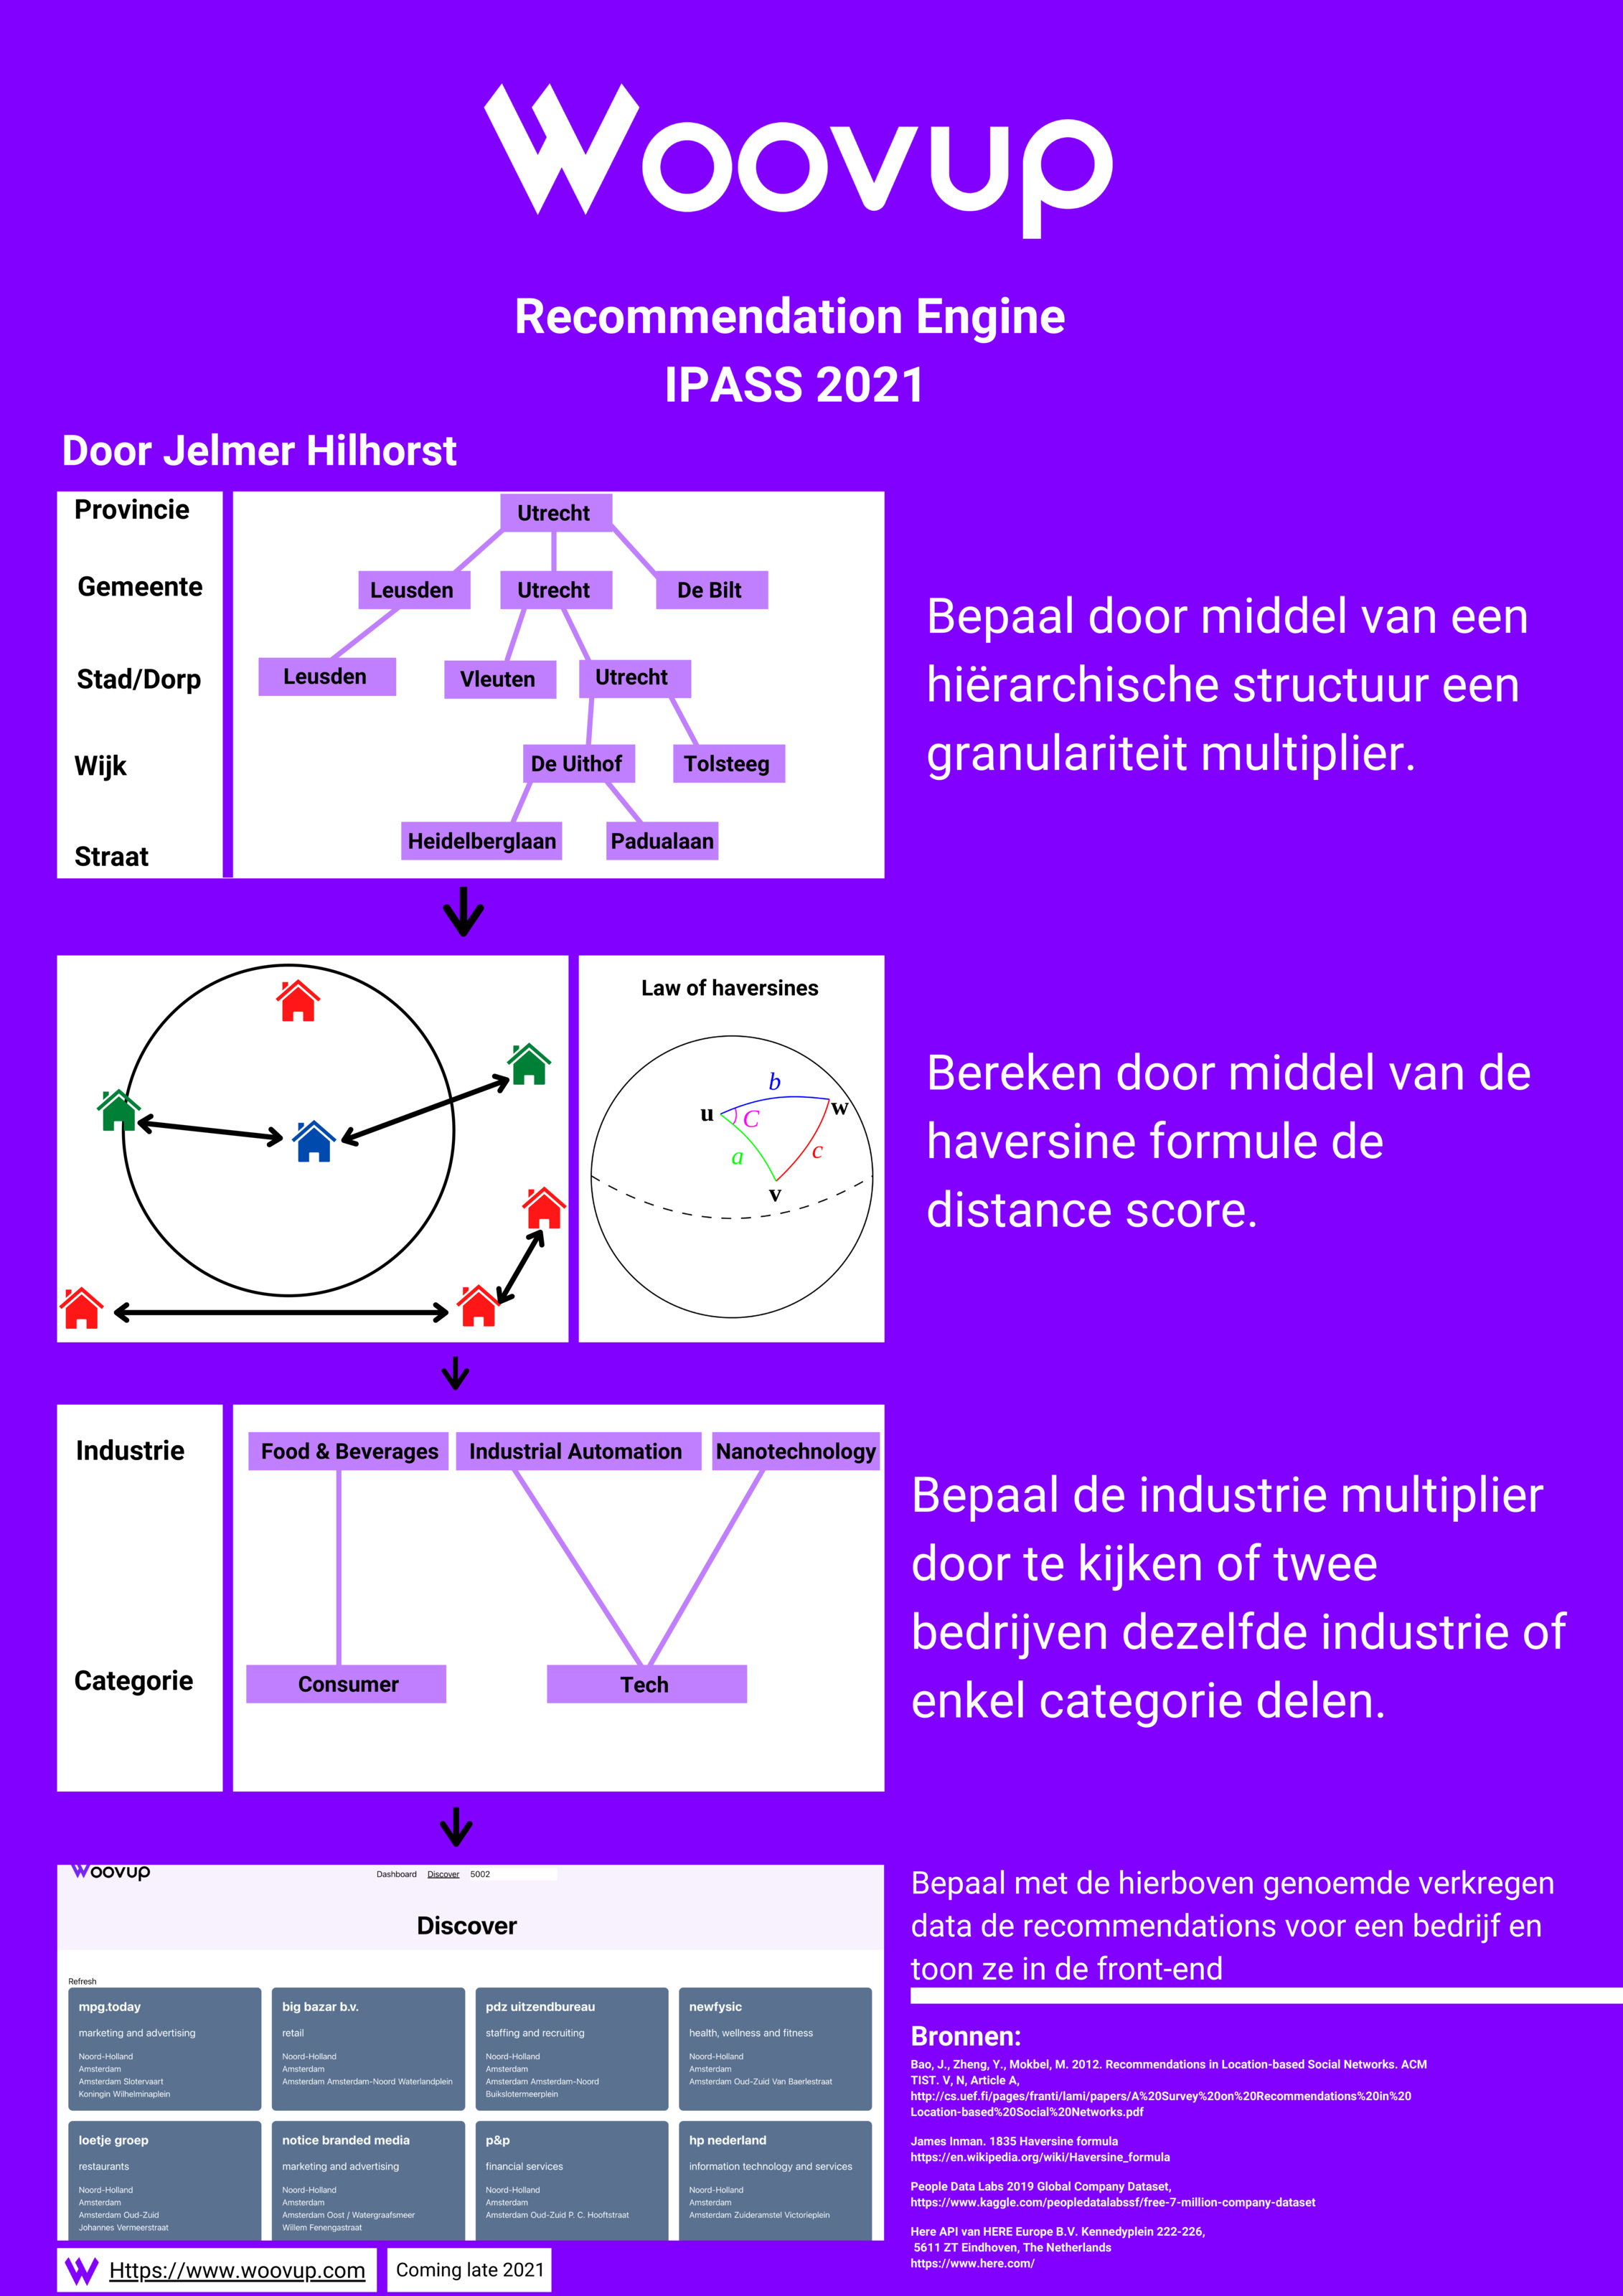 Woovup
Recommendation Engine
IPASS 2021
Door Jelmer Hilhorst
Provincie
Utrecht
Gemeente
Leusden
Utrecht
De Bilt
Stad/Dorp
Leusden
Vleuten
Utrecht
Wijk
De Uithof
Tolsteeg
Straat
Heidelberglaan
Padualaan
Bepaal door middel van een
hiërarchische structuur een
granulariteit multiplier.
Law of haversines
b
u
C
w
a
c
v
Bereken door middel van de
haversine formule de
distance score.
Industrie
Food & Beverages
Industrial Automation
Nanotechnology
Categorie
Consumer
Tech
Bepaal de industrie multiplier
door te kijken of twee
bedrijven dezelfde industrie of
enkel categorie delen.
Woovup
Dashboard
Discover
5002
Discover
Refresh
mpg.today
marketing and advertising
Noord-Holland
Amsterdam
Amsterdam Slotervaart
Koningin Wilhelminaplein
big bazar b.v.
retail
Noord-Holland
Amsterdam
Amsterdam Amsterdam-Noord Waterlandplein
pdz uitzendbureau
staffing and recruiting
Noord-Holland
Amsterdam
Amsterdam Amsterdam-Noord
Buikslotermeerplein
newfysic
health, wellness and fitness
Noord-Holland
Amsterdam
Amsterdam Oud-Zuid Van Baerlestraat
loetje groep
restaurants
Noord-Holland
Amsterdam
Amsterdam Oud-Zuid
Johannes Vermeerstraat
notice branded media
marketing and advertising
Noord-Holland
Amsterdam
Amsterdam Oost / Watergraafsmeer
Willem Fenengastraat
p&p
financial services
Noord-Holland
Amsterdam
Amsterdam Oud-Zuid P. C. Hooftstraat
hp nederland
information technology and services
Noord-Holland
Amsterdam
Amsterdam Zuideramstel Victorieplein
Bepaal met de hierboven genoemde verkregen
data de recommendations voor een bedrijf en
toon ze in de front-end
Bronnen:
Bao, J., Zheng, Y., Mokbel, M. 2012. Recommendations in Location-based Social Networks. ACM
TIST. V, N, Article A,
http://cs.uef.fi/pages/franti/lami/papers/A%20Survey%20on%20Recommendations%20in%20
Location-based%20Social%20Networks.pdf
James Inman. 1835 Haversine formula
https://en.wikipedia.org/wiki/Haversine_formula
People Data Labs 2019 Global Company Dataset,
https://www.kaggle.com/peopledatalabssf/free-7-million-company-dataset
Here API van HERE Europe B.V. Kennedyplein 222-226,
5611 ZT Eindhoven, The Netherlands
https://www.here.com/
W Https://www.woovup.com
Coming late 2021